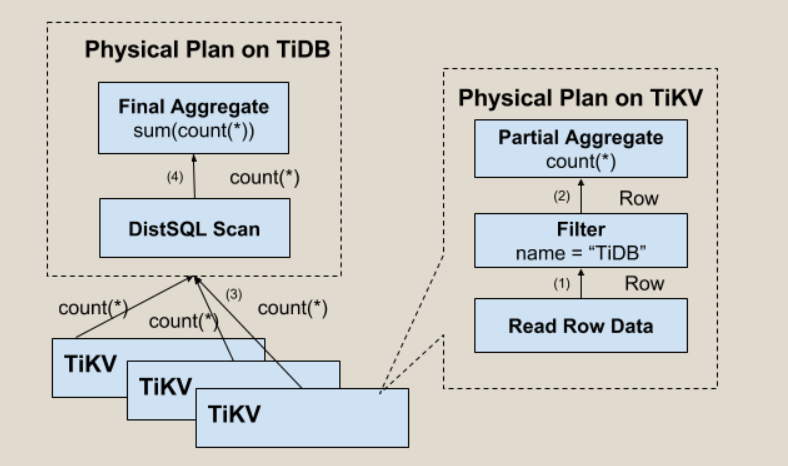 Physical Plan on TiDB
Final Aggregate
sum(count(*))
(4)
count(*)
DistSQL Scan
count(*)
count(*)
(3)
count(*)
TiKV
TiKV
TiKV
Physical Plan on TiKV
Partial Aggregate
count(*)
(2)
Row
Filter
name = “TiDB”
(1)
Row
Read Row Data